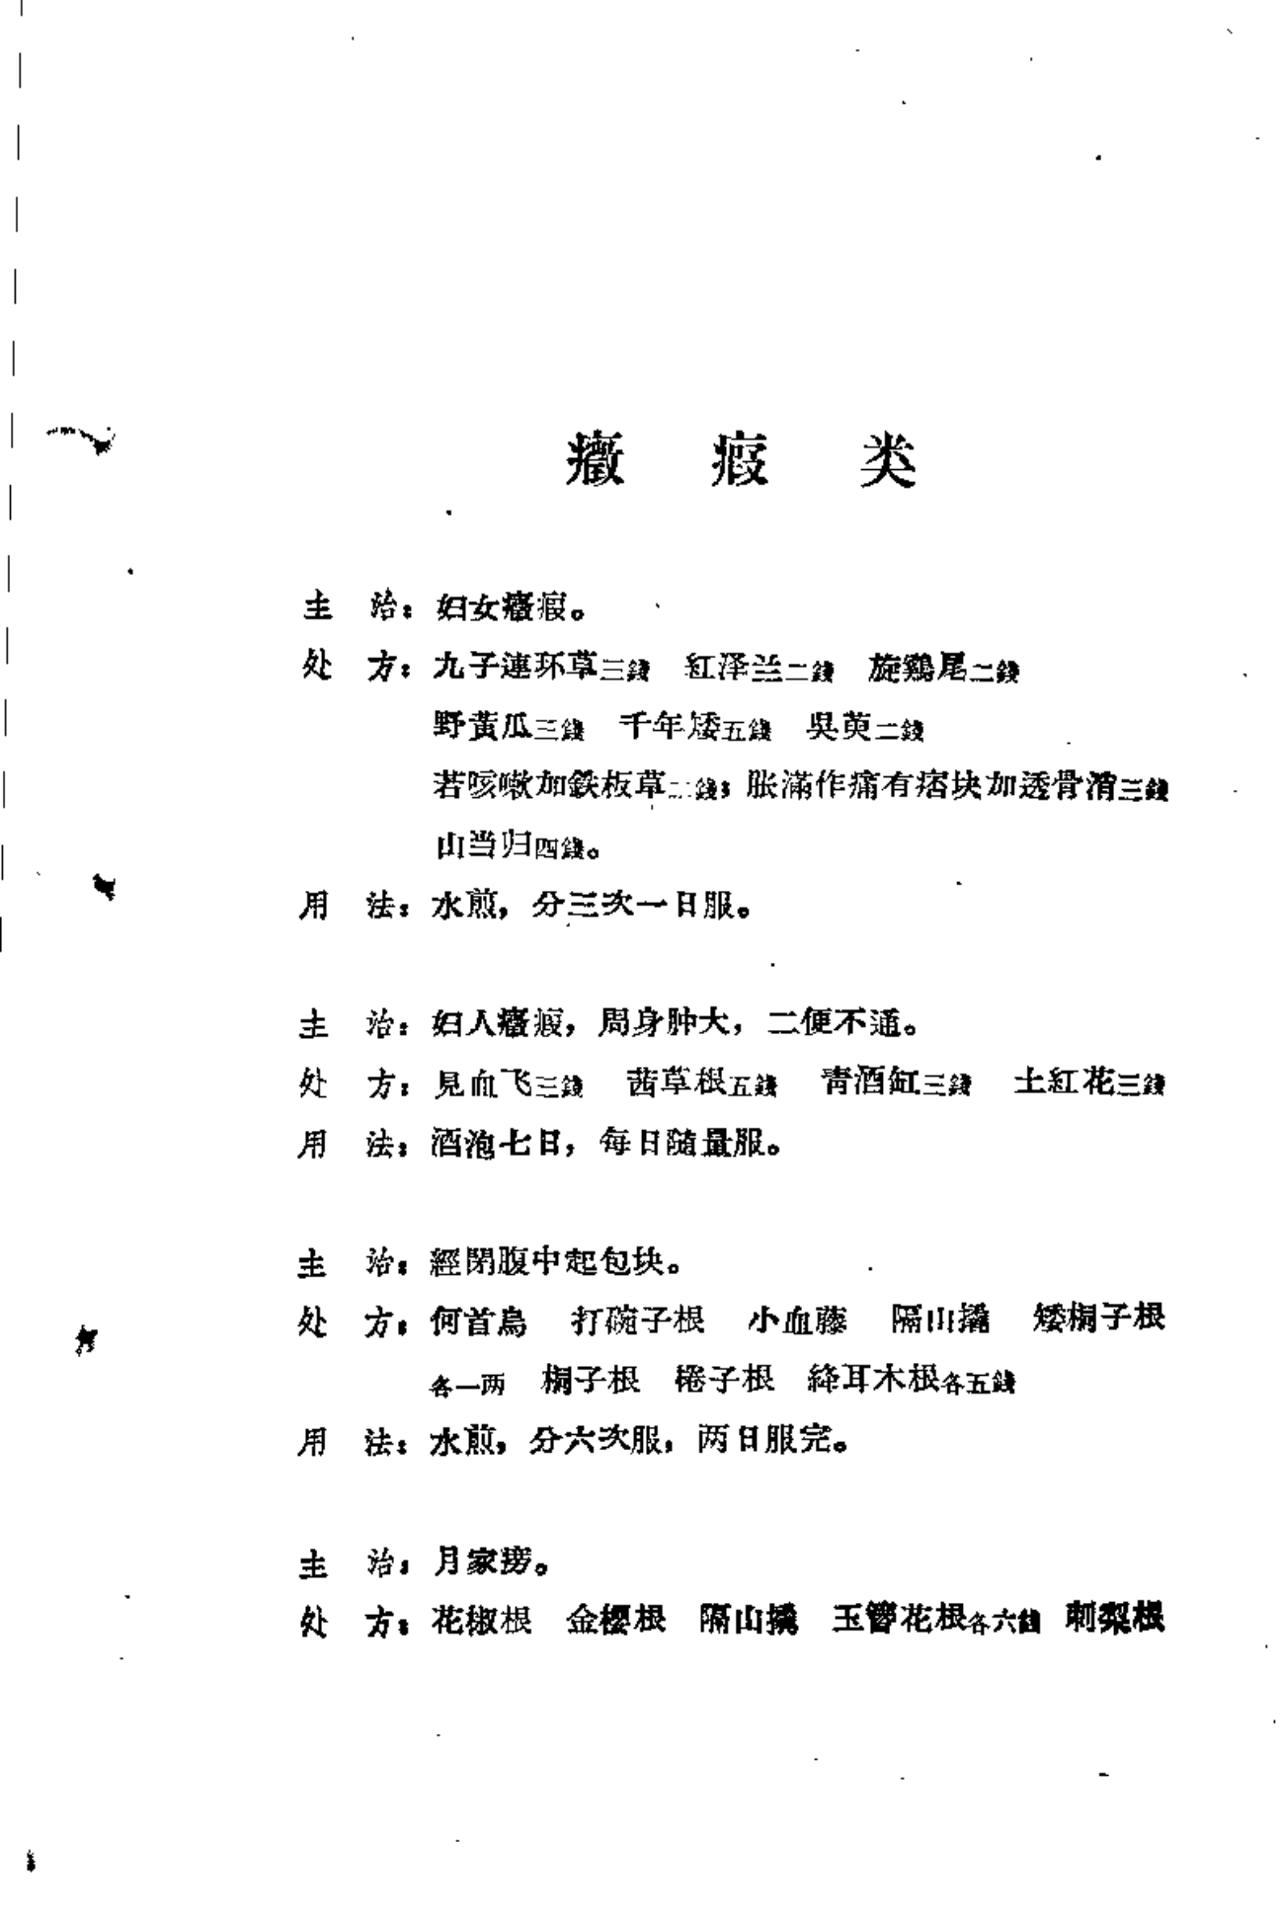 癥瘕类
主　治：妇女癥瘕。
处　方：九子連环草三錢　紅泽兰二錢　旋鷄尾二錢
野黃瓜三錢　千年矮五錢　吳萸二錢
若咳嗽加鉄板草二錢；胀滿作痛有痞块加透骨消三錢
山当归四錢。
用　法：水煎，分三次一日服。
主　治：妇人癥瘕，周身肿大，二便不通。
处　方：見血飞三錢　茜草根五錢　青酒缸三錢　土紅花三錢
用　法：酒泡七日，每日隨量服。
主　治：經閉腹中起包块。
处　方：何首烏　打碗子根　小血藤　隔山撬　矮桐子根
各一两　桐子根　棬子根　絳耳木根各五錢
用　法：水煎，分六次服，两日服完。
主　治：月家痨。
处　方：花椒根　金櫻根　隔山撬　玉簪花根各六錢　刺梨根